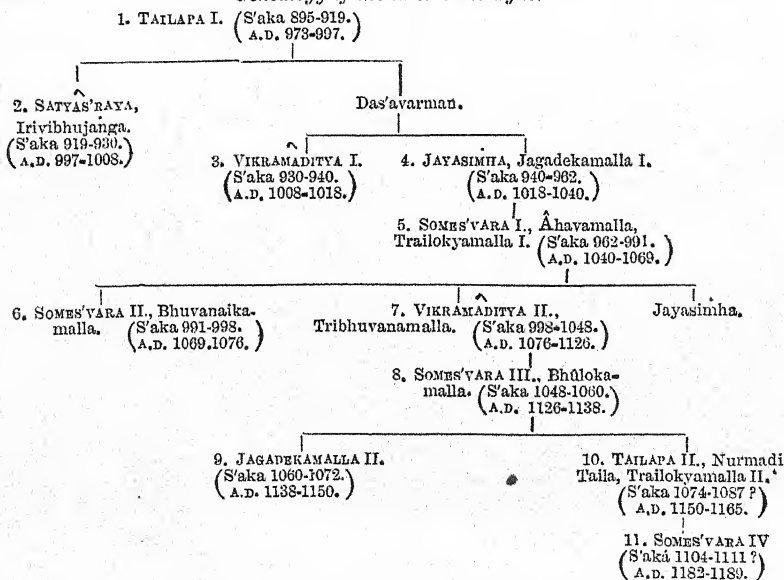 1. TAILAPA I. (S'aka 895-919.
A.D. 973-997.)
2. SATYÂS'RAYA,
Irivibhujanga.
(S'aka 919-930.
A.D. 997-1008.)
Das'avarman.
3. VIKRAMÂDITYA I.
(S'aka 930-940.
A.D. 1008-1018.)
4. JAYASIMHA, Jagadekamalla I.
(S'aka 940-962.
A.D. 1018-1040.)
5. SOMES'VARA I., Âhavamalla,
Trailokyamalla I. (S'aka 962-991.
A.D. 1040-1069.)
6. SOMES'VARA II., Bhuvanaika-
malla. (S'aka 991-998.
A.D. 1069.1076.)
7. VIKRAMÂDITYA II.,
Tribhuvanamalla. (S'aka 998-1048.
A.D. 1076-1126.)
Jayasiṁha.
8. SOMES'VARA III., Bhûloka-
malla. (S'aka 1048-1060.
A.D. 1126-1138.)
9. JAGADEKAMALLA II.
(S'aka 1060-1072.
A.D. 1138-1150.)
10. TAILAPA II., Nurmadi
Taila, Trailokyamalla II.
(S'aka 1074-1087 ?
A.D. 1150-1165.)
11. SOMES'VARA IV
(S'aká 1104-1111 ?
A.D. 1182-1189.)